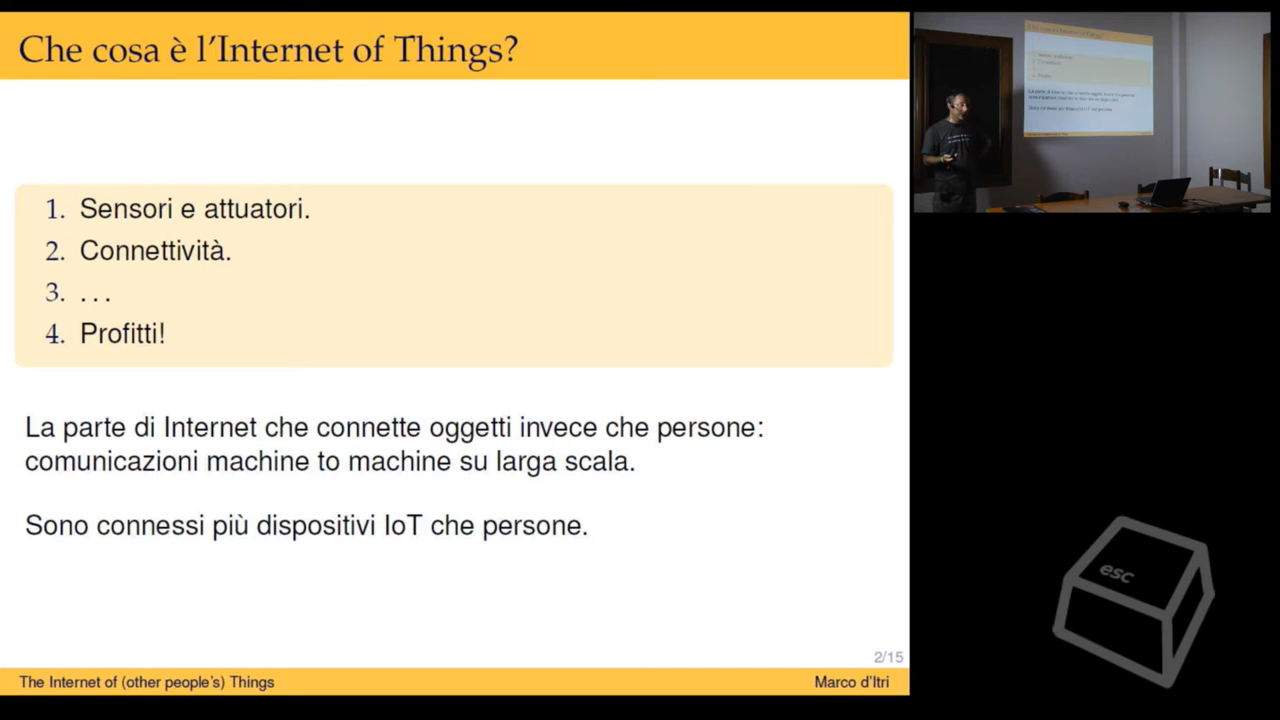 Che cosa è l'Internet of Things?
1. Sensori e attuatori.
2. Connettività.
3. . . .
4. Profitti!
La parte di Internet che connette oggetti invece che persone:
comunicazioni machine to machine su larga scala.
Sono connessi più dispositivi IoT che persone.
2/15
The Internet of (other people's) Things
Marco d'Itri
esc